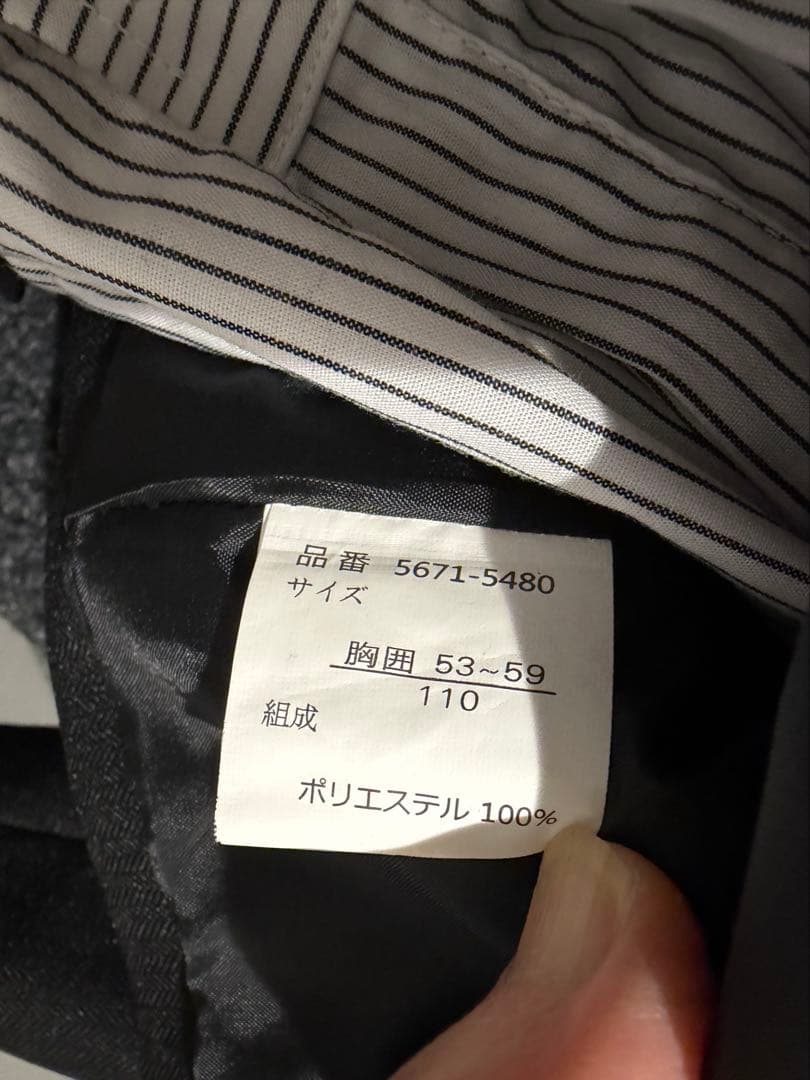 品番 5671-5480
サイズ
胸囲 53~59
110
組成
ポリエステル 100%